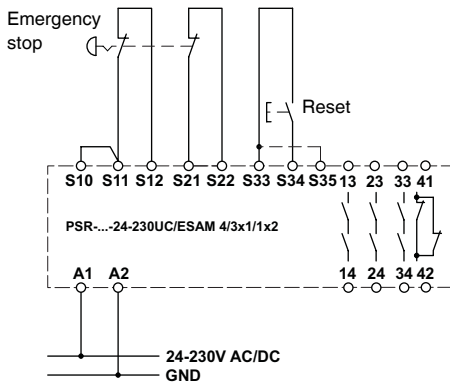 Emergency
stop
Reset
S10 S11 S12 S21 S22 S33 S34 S35 13 23 33 41
PSR-...-24-230UC/ESAM 4/3x1/1x2
A1 A2 14 24 34 42
24-230V AC/DC
GND